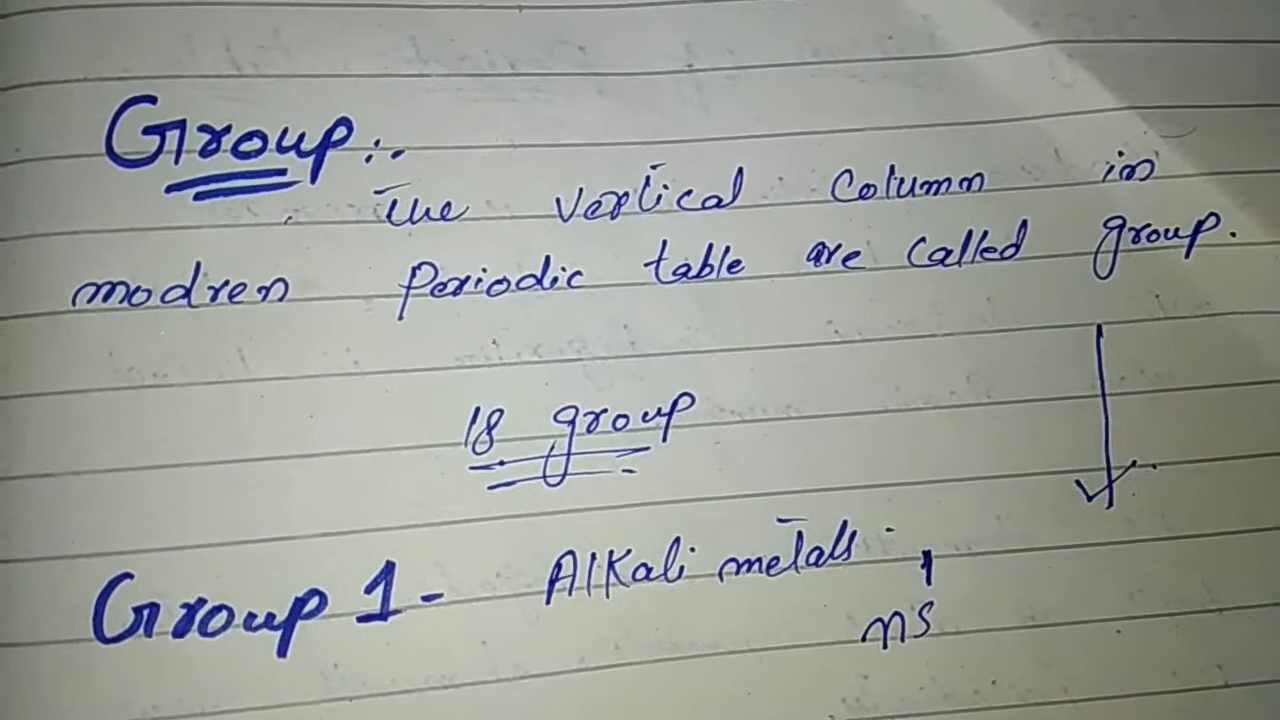 Group :-
The vertical column in
modren Periodic table are called group.
18 group
Group 1 - Alkali metals
ns¹